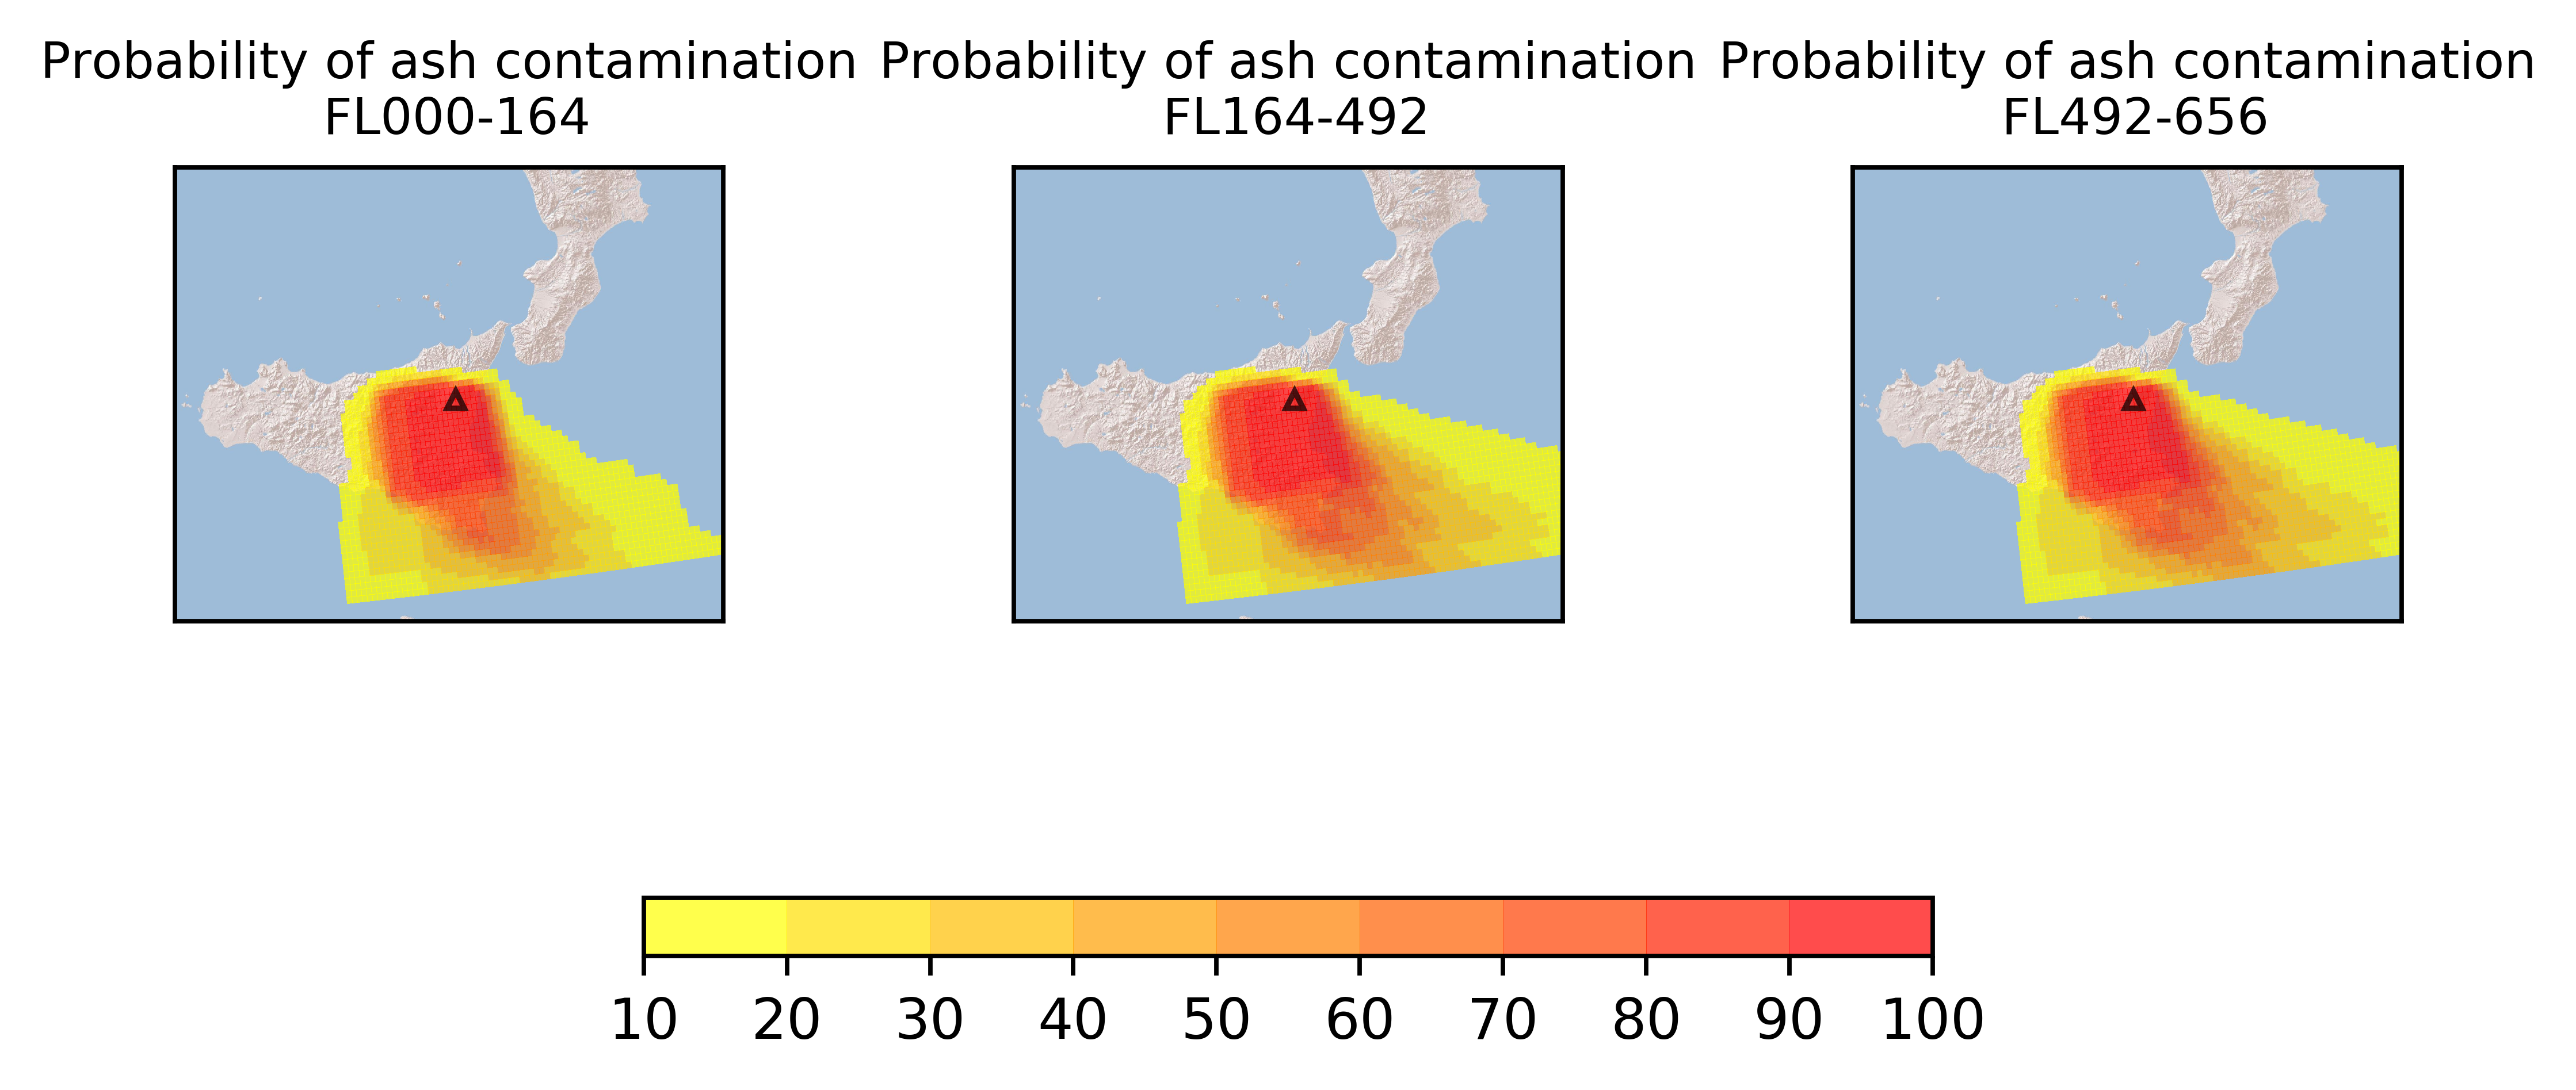 Probability of ash contamination
FL000-164
Probability of ash contamination
FL164-492
Probability of ash contamination
FL492-656
10 20 30 40 50 60 70 80 90 100